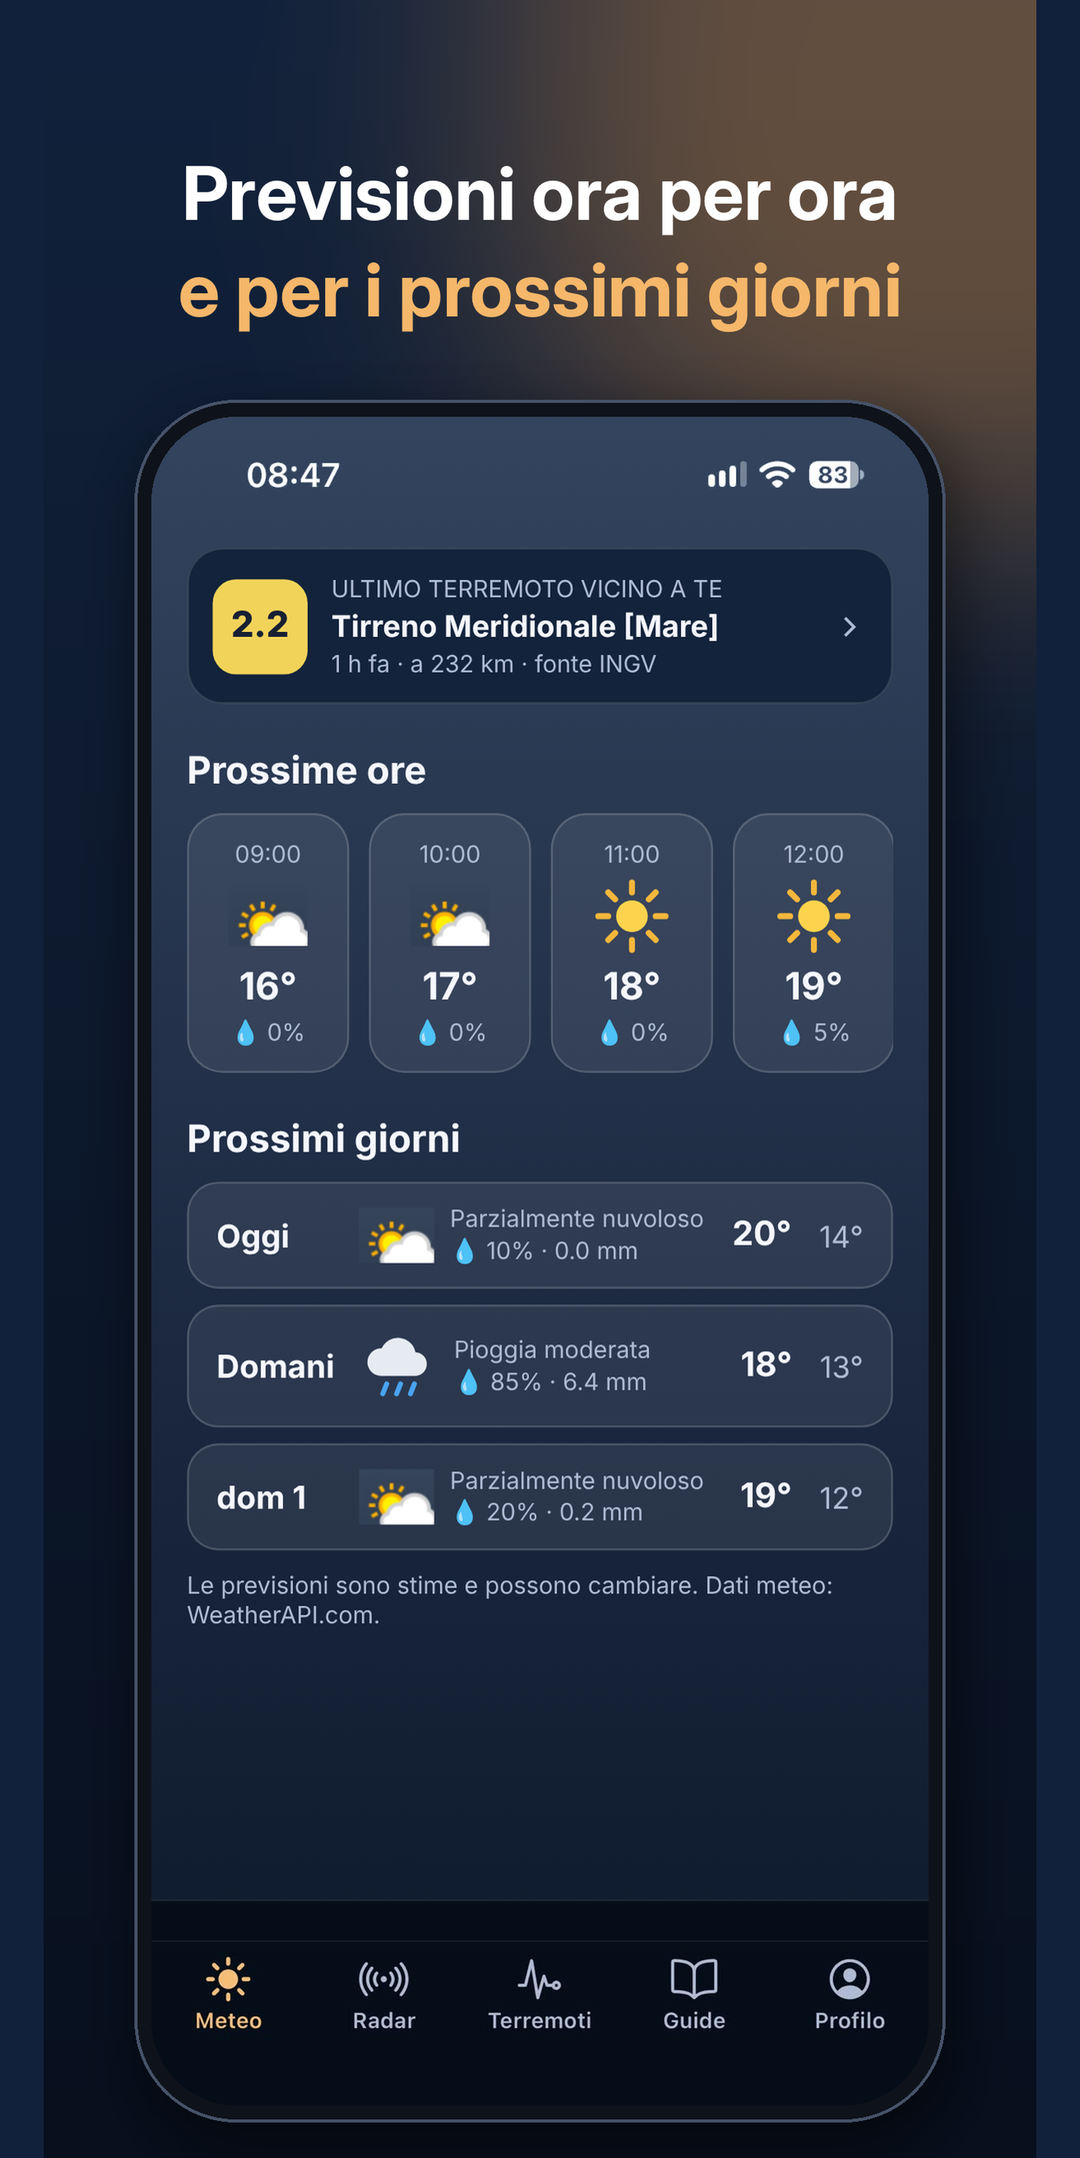 Previsioni ora per ora
e per i prossimi giorni
08:47
83
2.2
ULTIMO TERREMOTO VICINO A TE
Tirreno Meridionale [Mare]
1 h fa · a 232 km · fonte INGV
Prossime ore
09:00
16°
0%
10:00
17°
0%
11:00
18°
0%
12:00
19°
5%
Prossimi giorni
Oggi
Parzialmente nuvoloso
10% · 0.0 mm
20° 14°
Domani
Pioggia moderata
85% · 6.4 mm
18° 13°
dom 1
Parzialmente nuvoloso
20% · 0.2 mm
19° 12°
Le previsioni sono stime e possono cambiare. Dati meteo:
WeatherAPI.com.
Meteo
Radar
Terremoti
Guide
Profilo